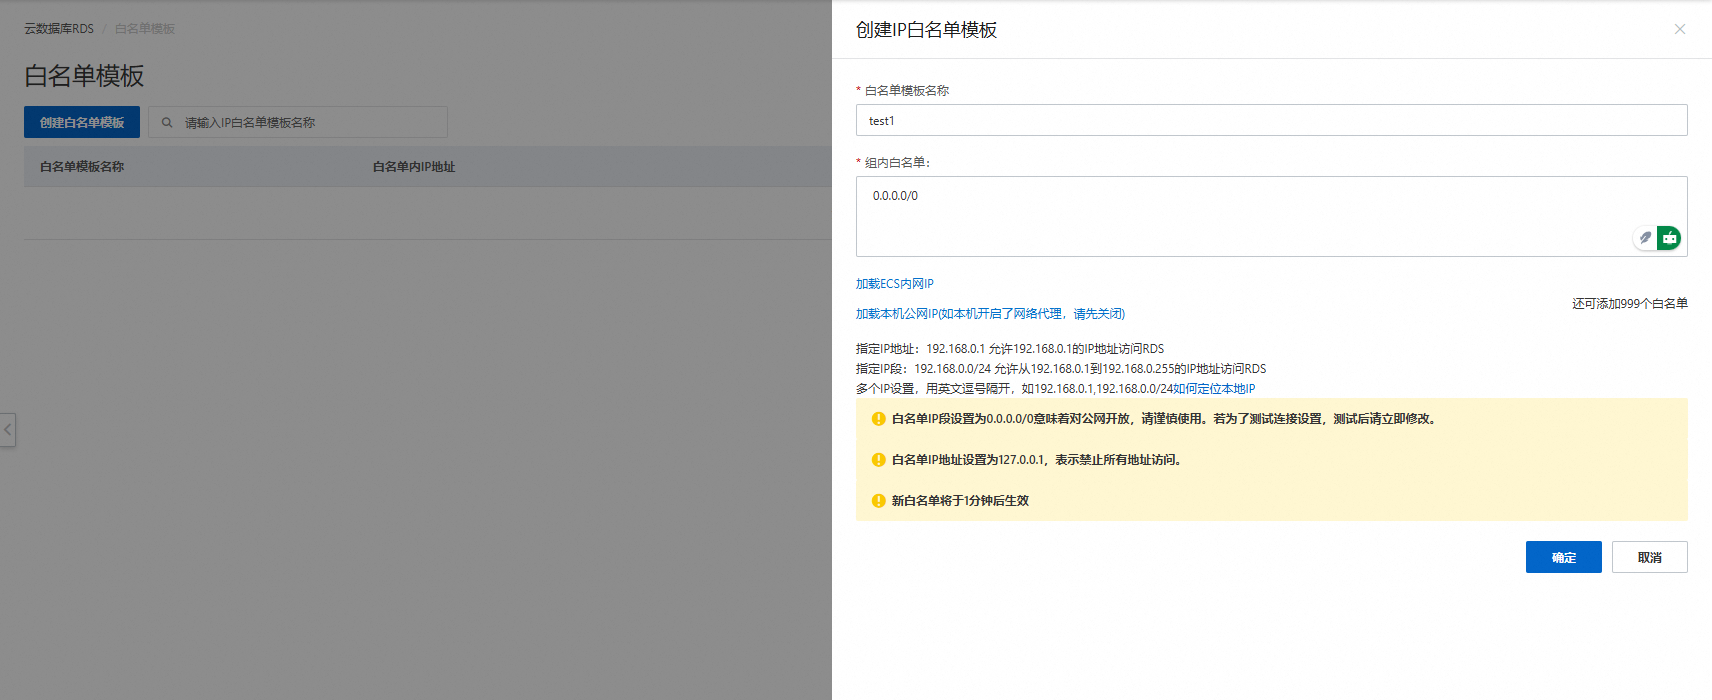 云数据库RDS / 白名单模板
白名单模板
创建白名单模板
请输入IP白名单模板名称
白名单模板名称
白名单内IP地址
创建IP白名单模板
* 白名单模板名称
test1
* 组内白名单：
0.0.0.0/0
加载ECS内网IP
还可添加999个白名单
加载本机公网IP(如本机开启了网络代理，请先关闭)
指定IP地址：192.168.0.1 允许192.168.0.1的IP地址访问RDS
指定IP段：192.168.0.0/24 允许从192.168.0.1到192.168.0.255的IP地址访问RDS
多个IP设置，用英文逗号隔开，如192.168.0.1,192.168.0.0/24如何定位本地IP
白名单IP段设置为0.0.0.0/0意味着对公网开放，请谨慎使用。若为了测试连接设置，测试后请立即修改。
白名单IP地址设置为127.0.0.1，表示禁止所有地址访问。
新白名单将于1分钟后生效
确定
取消